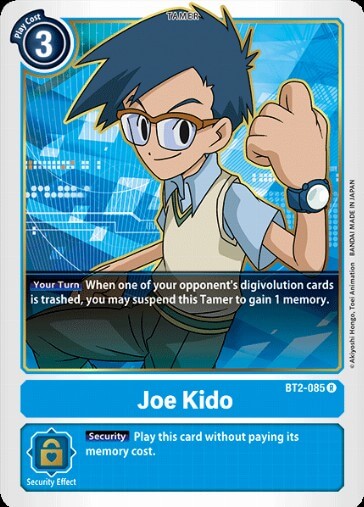 TAMER
Play Cost
3
Your Turn When one of your opponent's digivolution cards
is trashed, you may suspend this Tamer to gain 1 memory.
©Akiyoshi Hongo, Toei Animation BANDAI MADE IN JAPAN
BT2-085 R
Joe Kido
Security Play this card without paying its
memory cost.
Security Effect